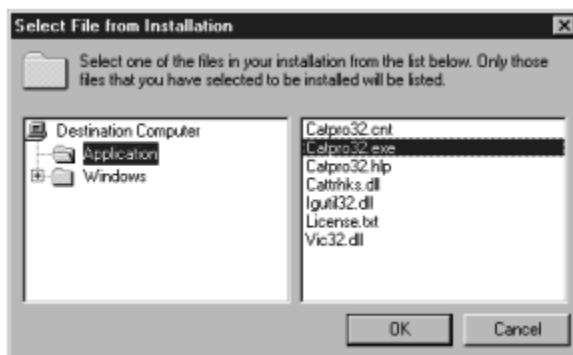 Select File from Installation
Select one of the files in your installation from the list below. Only those
files that you have selected to be installed will be listed.
Destination Computer
Application
Windows
Catpro32.cnt
Catpro32.exe
Catpro32.hlp
Cattrhks.dll
Igutil32.dll
License.txt
Vic32.dll
OK
Cancel